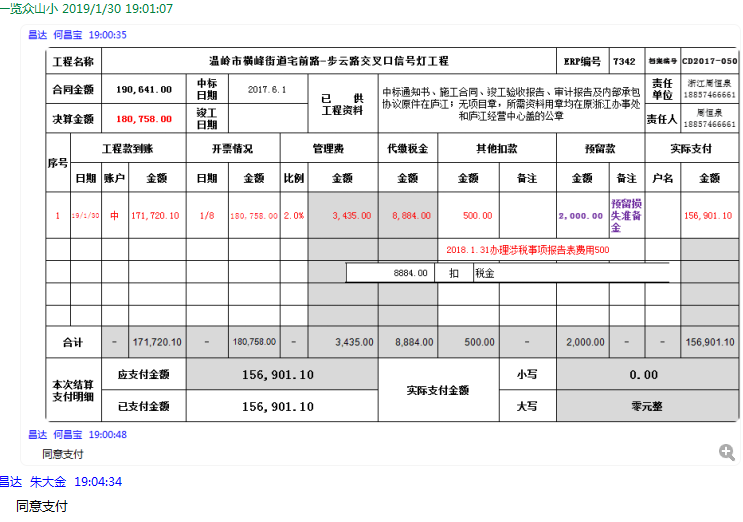 一览众山小 2019/1/30 19:01:07
昌达 何昌宝 19:00:35
工程名称 温岭市横峰街道宅前路-步云路交叉口信号灯工程 ERP编号 7342 档案编号 CD2017-050
合同金额 190,641.00 中标日期 2017.6.1 已供工程资料 中标通知书、施工合同、竣工验收报告、审计报告及内部承包协议原件在庐江；无项目章，所需资料用章均在原浙江办事处和庐江经营中心盖的公章 责任单位 浙江周恒泉 18857466661
决算金额 180,758.00 竣工日期 责任人 周恒泉 18857466661
序号 工程款到账 开票情况 管理费 代缴税金 其他扣款 预留款 实际支付
日期 账户 金额 日期 金额 比例 金额 金额 金额 备注 金额 备注 户名 金额
1 19/1/30 中 171,720.10 1/8 180,758.00 2.0% 3,435.00 8,884.00 500.00 2,000.00 预留损失准备金 156,901.10
2018.1.31办理涉税事项报告表费用500
8884.00 扣 税金
合计 - 171,720.10 - 180,758.00 - 3,435.00 8,884.00 500.00 - 2,000.00 - - 156,901.10
本次结算支付明细 应支付金额 156,901.10 实际支付金额 小写 0.00
已支付金额 156,901.10 大写 零元整
昌达 何昌宝 19:00:48
同意支付
昌达 朱大金 19:04:34
同意支付